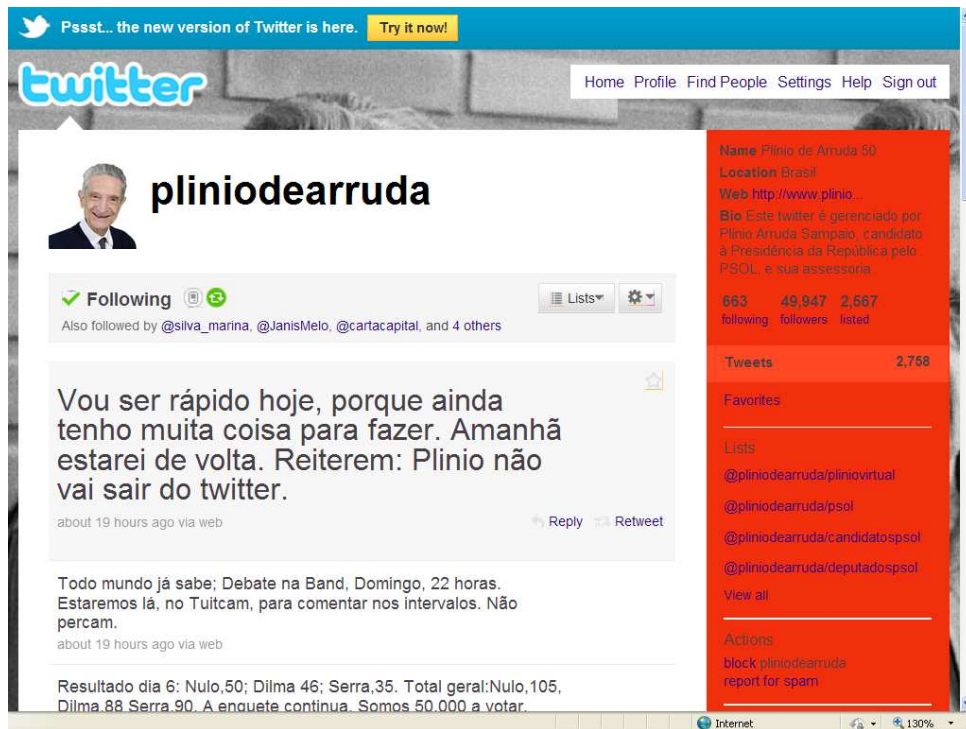 Pssst... the new version of Twitter is here. Try it now!
twitter
Home Profile Find People Settings Help Sign out
pliniodearruda
Following
Lists
Also followed by @silva_marina, @JanisMelo, @cartacapital, and 4 others
Vou ser rápido hoje, porque ainda
tenho muita coisa para fazer. Amanhã
estarei de volta. Reiterem: Plinio não
vai sair do twitter.
about 19 hours ago via web
Reply Retweet
Todo mundo já sabe; Debate na Band, Domingo, 22 horas.
Estaremos lá, no Tuitcam, para comentar nos intervalos. Não
percam.
about 19 hours ago via web
Resultado dia 6: Nulo,50; Dilma 46; Serra,35. Total geral:Nulo,105,
Dilma,88 Serra,90. A enquete continua. Somos 50.000 a votar.
Name Plínio de Arruda 50
Location Brasil
Web http://www.plinio...
Bio Este twitter é gerenciado por
Plínio Arruda Sampaio, candidato
à Presidência da República pelo
PSOL, e sua assessoria.
663 49,947 2,567
following followers listed
Tweets 2,758
Favorites
Lists
@pliniodearruda/pliniovirtual
@pliniodearruda/psol
@pliniodearruda/candidatospsol
@pliniodearruda/deputadospsol
View all
Actions
block pliniodearruda
report for spam
Internet
130%